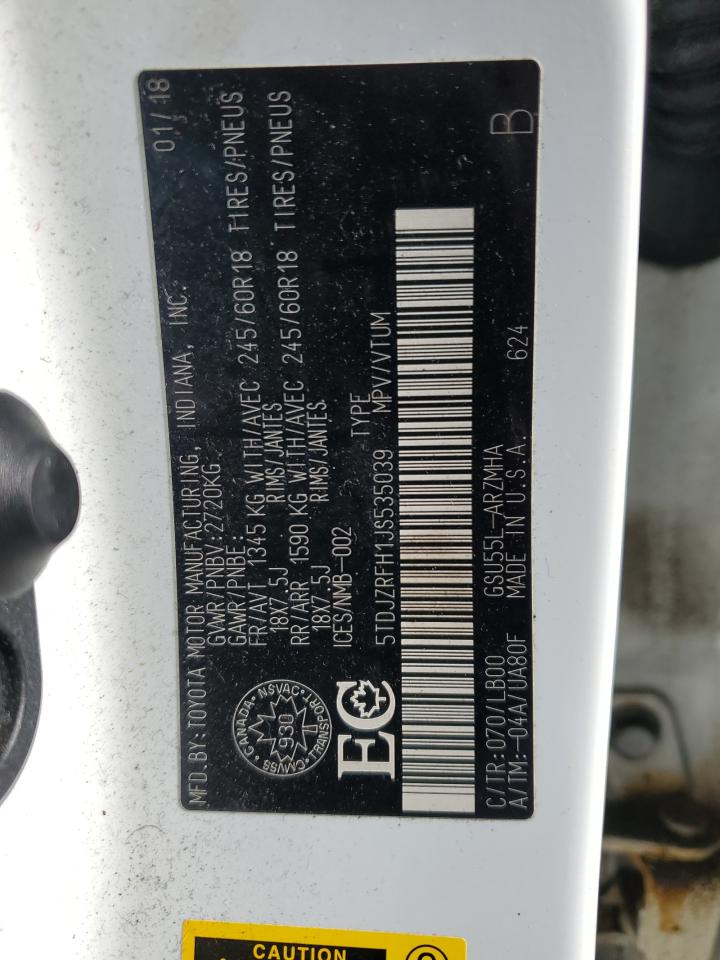 MFD. BY: TOYOTA MOTOR MANUFACTURING, INDIANA, INC. 01/18
GVWR/PNBV: 2720KG
GAWR/PNBE:
FR/AVT 1345 KG WITH/AVEC 245/60R18 TIRES/PNEUS
18X7.5J RIMS/JANTES
RR/ARR 1590 KG WITH/AVEC 245/60R18 TIRES/PNEUS
18X7.5J RIMS/JANTES
ICES/NMB-002
CANADA NSVAC
930
CMVSS TRANSPORT
EC
TYPE
5TDJZRFH1JS535039 MPV/VTUM
C/TR: 070/LB00 GSU55L-ARZMHA B
A/TM: -04A/UA80F MADE IN U.S.A. 624
CAUTION